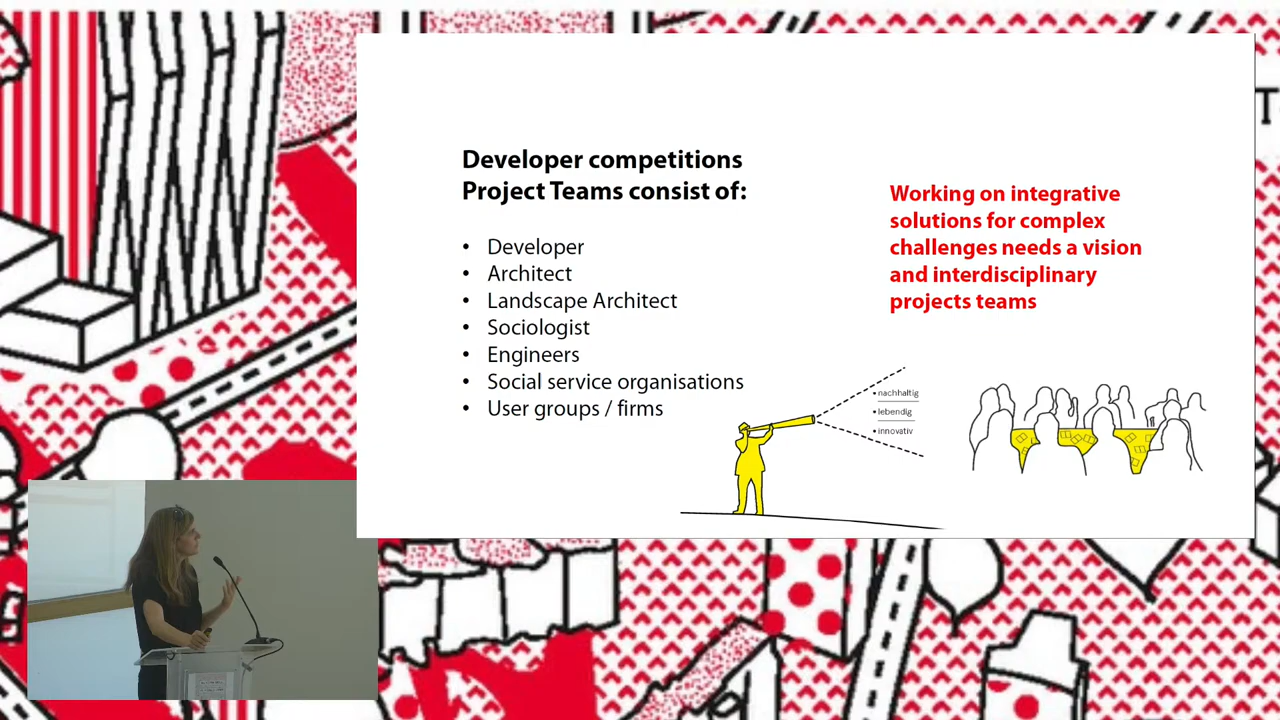 Developer competitions
Project Teams consist of:
• Developer
• Architect
• Landscape Architect
• Sociologist
• Engineers
• Social service organisations
• User groups / firms
Working on integrative
solutions for complex
challenges needs a vision
and interdisciplinary
projects teams
• nachhaltig
• lebendig
• innovativ